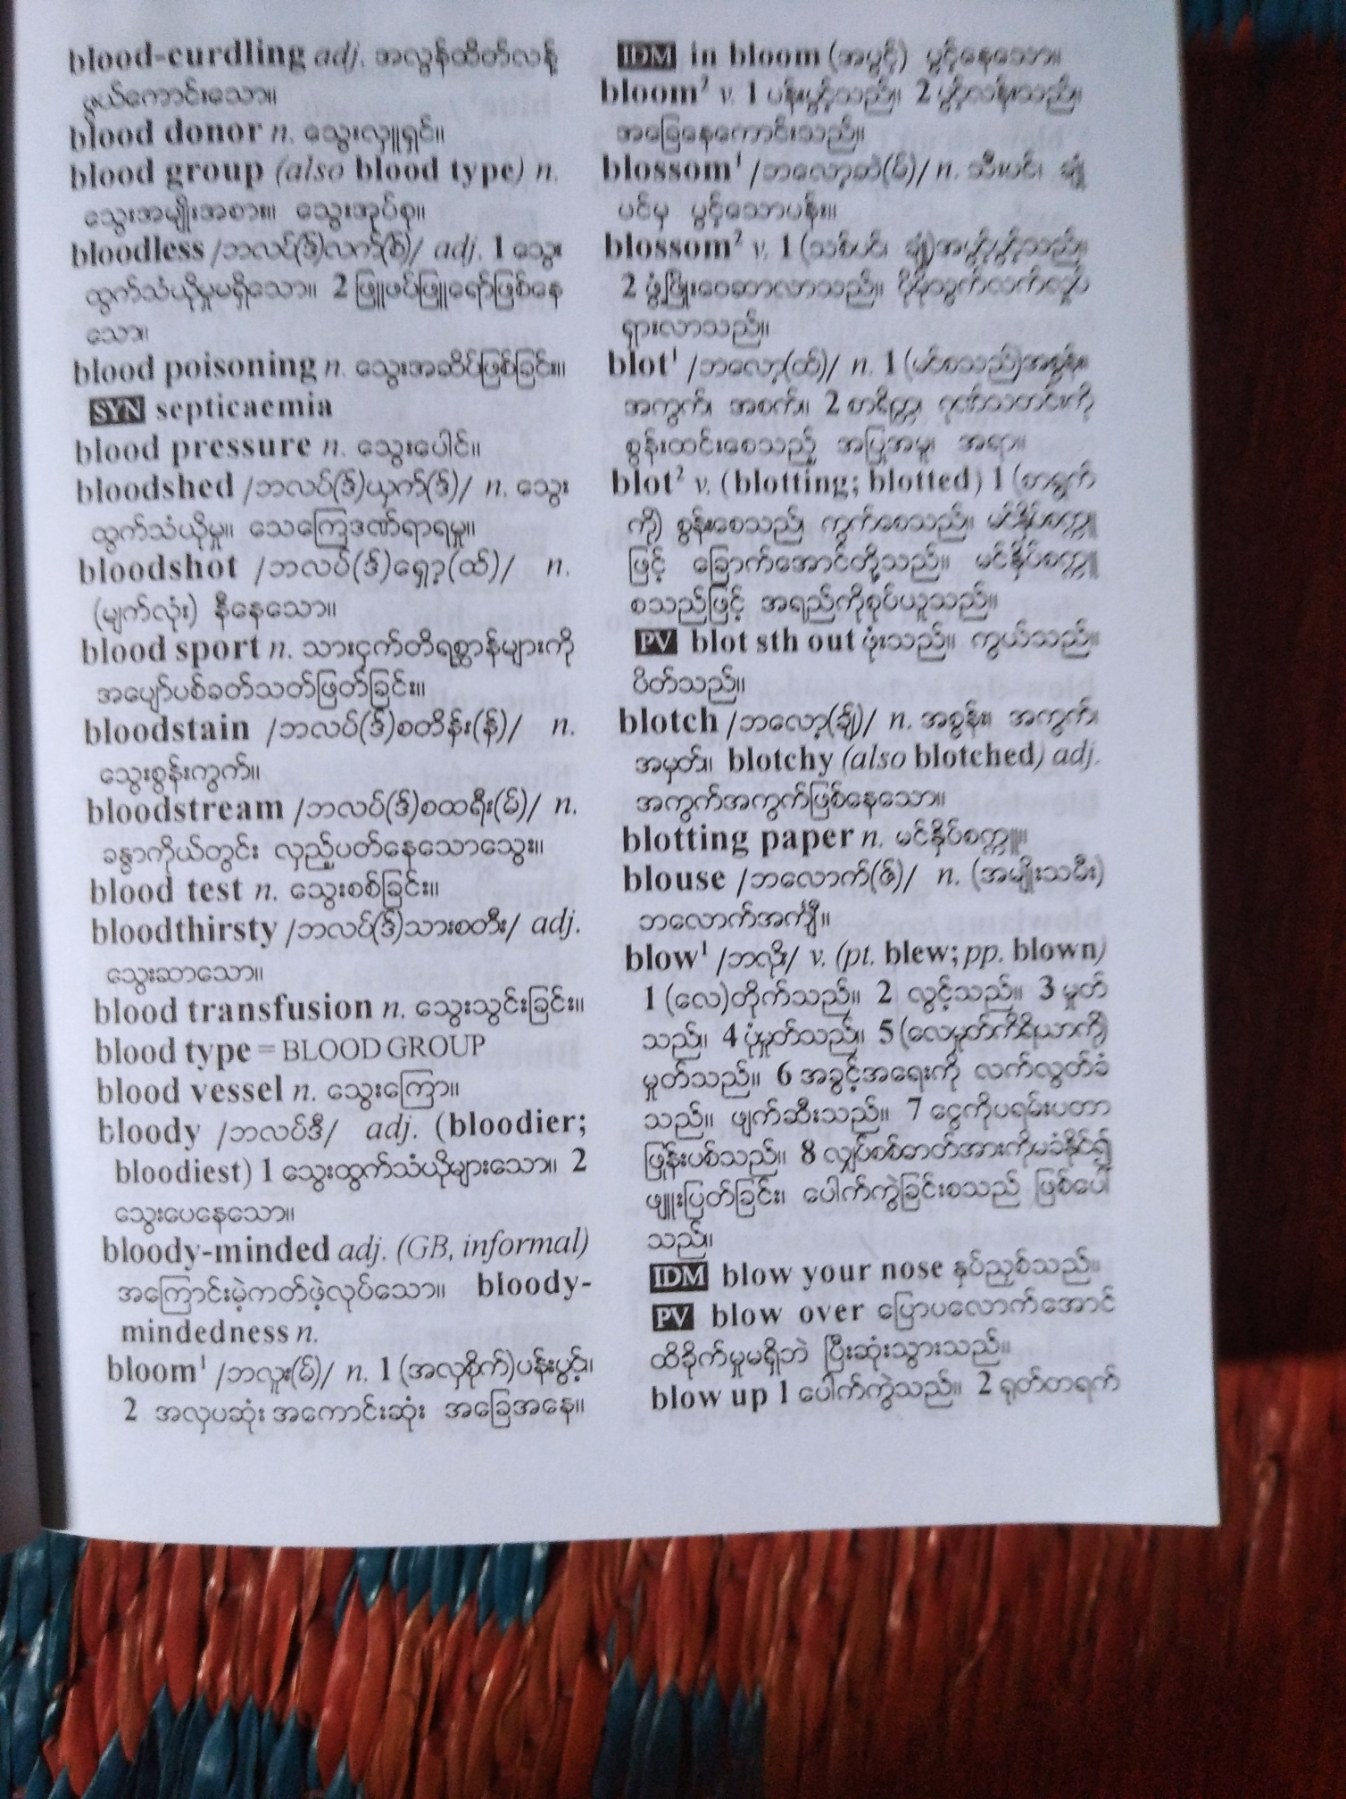 blood-curdling adj. အလွန်ထိတ်လန့်
ဖွယ်ကောင်းသော။
blood donor n. သွေးလှူရှင်။
blood group (also blood type) n.
သွေးအမျိုးအစား။ သွေးအုပ်စု။
bloodless /ဘလပ်(ဒ်)လက်(စ်)/ adj. 1 သွေး
ထွက်သံယိုမှုမရှိသော။ 2 ဖြူဖပ်ဖြူရော်ဖြစ်နေ
သော။
blood poisoning n. သွေးအဆိပ်ဖြစ်ခြင်း။
SYN septicaemia
blood pressure n. သွေးပေါင်။
bloodshed /ဘလပ်(ဒ်)ယှက်(ဒ်)/ n. သွေး
ထွက်သံယိုမှု။ သေကြေဒဏ်ရာရမှု။
bloodshot /ဘလပ်(ဒ်)ရှော့(ထ်)/ n.
(မျက်လုံး) နီနေသော။
blood sport n. သားငှက်တိရစ္ဆာန်များကို
အပျော်ပစ်ခတ်သတ်ဖြတ်ခြင်း။
bloodstain /ဘလပ်(ဒ်)စတိန်း(န်)/ n.
သွေးစွန်းကွက်။
bloodstream /ဘလပ်(ဒ်)စထရီး(မ်)/ n.
ခန္ဓာကိုယ်တွင်း လှည့်ပတ်နေသောသွေး။
blood test n. သွေးစစ်ခြင်း။
bloodthirsty /ဘလပ်(ဒ်)သားစတီး/ adj.
သွေးဆာသော။
blood transfusion n. သွေးသွင်းခြင်း။
blood type = BLOOD GROUP
blood vessel n. သွေးကြော။
bloody /ဘလပ်ဒီ/ adj. (bloodier;
bloodiest) 1 သွေးထွက်သံယိုများသော။ 2
သွေးပေနေသော။
bloody-minded adj. (GB, informal)
အကြောင်းမဲ့ကတ်ဖဲ့လုပ်သော။ bloody-
mindedness n.
bloom¹ /ဘလူး(မ်)/ n. 1 (အလှစိုက်)ပန်းပွင့်။
2 အလှပဆုံး အကောင်းဆုံး အခြေအနေ။
IDM in bloom (အပွင့်) ပွင့်နေသော။
bloom² v. 1 ပန်းပွင့်သည်။ 2 ဖွံ့လန်းသည်။
အခြေနေကောင်းသည်။
blossom¹ /ဘလော့ဆဲ(မ်)/ n. သီးပင်၊ ချုံ
ပင်မှ ပွင့်သောပန်း။
blossom² v. 1 (သစ်ပင်၊ ချုံ)အပွင့်ပွင့်သည်။
2 ဖွံ့ဖြိုးဝေဆာလာသည်။ ပိုမိုသွက်လက်လှုပ်
ရှားလာသည်။
blot¹ /ဘလော့(ထ်)/ n. 1 (မင်စသည်)အစွန်း။
အကွက်၊ အစက်။ 2 စာရိတ္တ၊ ဂုဏ်သတင်းကို
စွန်းထင်းစေသည့် အပြုအမူ၊ အရာ။
blot² v. (blotting; blotted) 1 (စာရွက်
ကို) စွန်းစေသည်၊ ကွက်စေသည်။ မင်နှိပ်စက္ကူ
ဖြင့် ခြောက်အောင်တို့သည်။ မင်နှိပ်စက္ကူ
စသည်ဖြင့် အရည်ကိုစုပ်ယူသည်။
PV blot sth out ဖုံးသည်။ ကွယ်သည်။
ပိတ်သည်။
blotch /ဘလော့(ခ်ျ)/ n. အစွန်း။ အကွက်၊
အမှတ်။ blotchy (also blotched) adj.
အကွက်အကွက်ဖြစ်နေသော။
blotting paper n. မင်နှိပ်စက္ကူ။
blouse /ဘလောက်(ဇ်)/ n. (အမျိုးသမီး)
ဘလောက်အင်္ကျီ။
blow¹ /ဘလိုး/ v. (pt. blew; pp. blown)
1 (လေ)တိုက်သည်။ 2 လွင့်သည်။ 3 မှုတ်
သည်။ 4 ပုံမှုတ်သည်။ 5 (လေမှုတ်ကိရိယာကို)
မှုတ်သည်။ 6 အခွင့်အရေးကို လက်လွတ်ခံ
သည်။ ဖျက်ဆီးသည်။ 7 ငွေကိုပရမ်းပတာ
ဖြုန်းပစ်သည်။ 8 လျှပ်စစ်ဓာတ်အားကိုမခံနိုင်၍
ဖျူးပြတ်ခြင်း၊ ပေါက်ကွဲခြင်းစသည် ဖြစ်ပေါ်
သည်။
IDM blow your nose နှပ်ညှစ်သည်။
PV blow over ပြောပလောက်အောင်
ထိခိုက်မှုမရှိဘဲ ပြီးဆုံးသွားသည်။
blow up 1 ပေါက်ကွဲသည်။ 2 ရုတ်တရက်